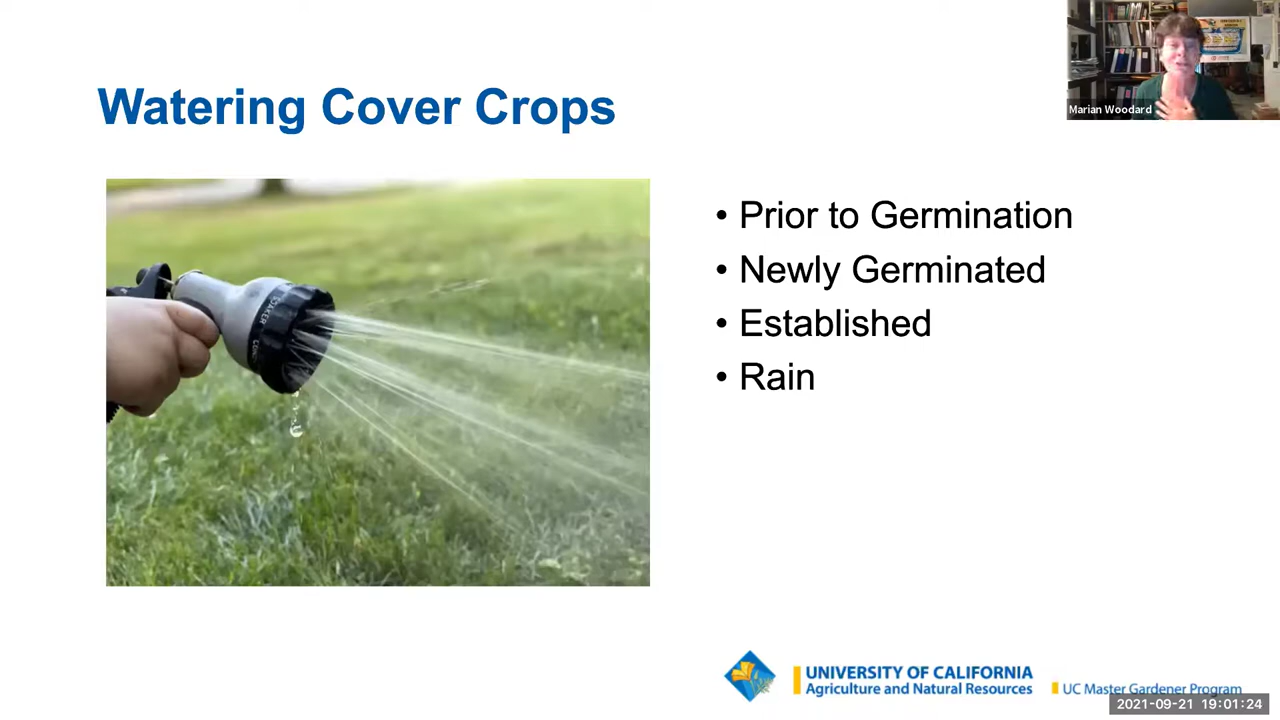 Watering Cover Crops
Marian Woodard
• Prior to Germination
• Newly Germinated
• Established
• Rain
SOAKER
UNIVERSITY OF CALIFORNIA
Agriculture and Natural Resources
UC Master Gardener Program
2021-09-21 19:01:24